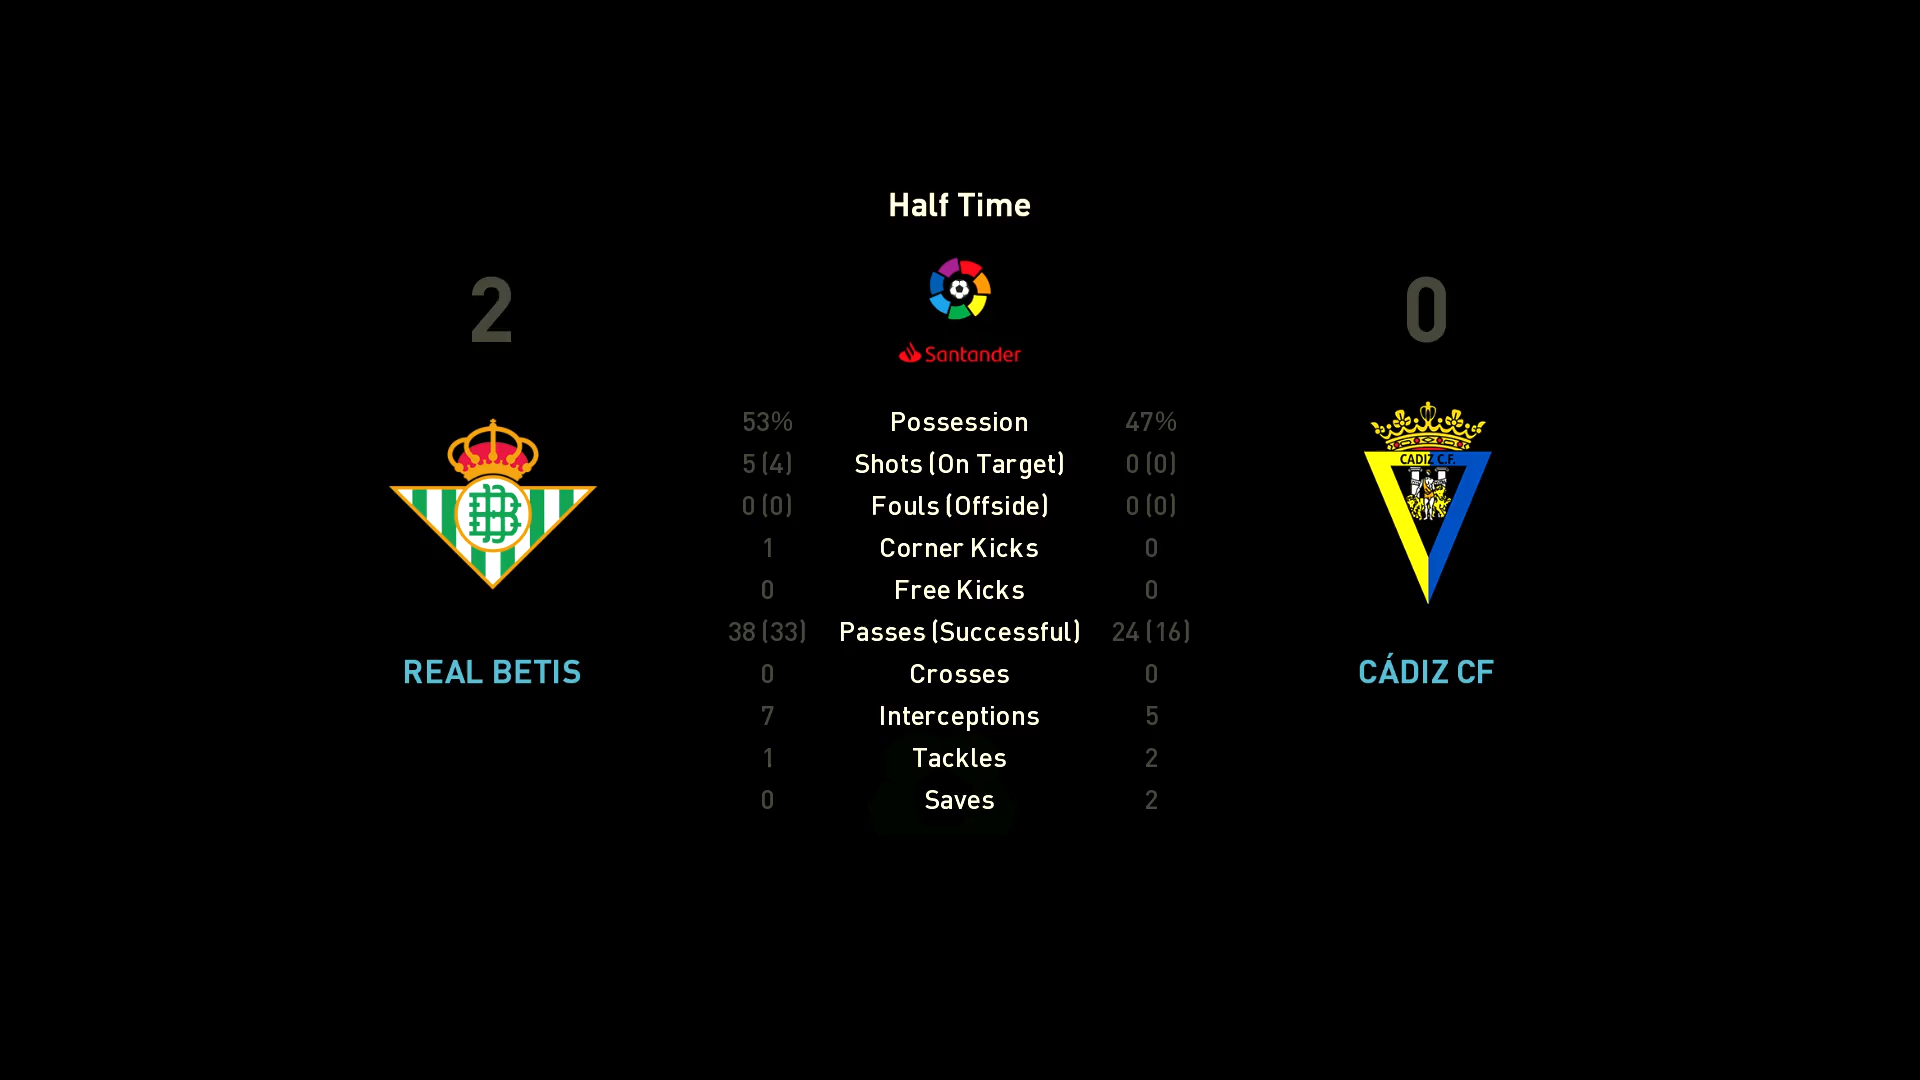 Half Time
2
0
Santander
53% Possession 47%
5 (4) Shots (On Target) 0 (0)
0 (0) Fouls (Offside) 0 (0)
1 Corner Kicks 0
0 Free Kicks 0
38 (33) Passes (Successful) 24 (16)
0 Crosses 0
7 Interceptions 5
1 Tackles 2
0 Saves 2
CADIZ C.F.
REAL BETIS
CÁDIZ CF